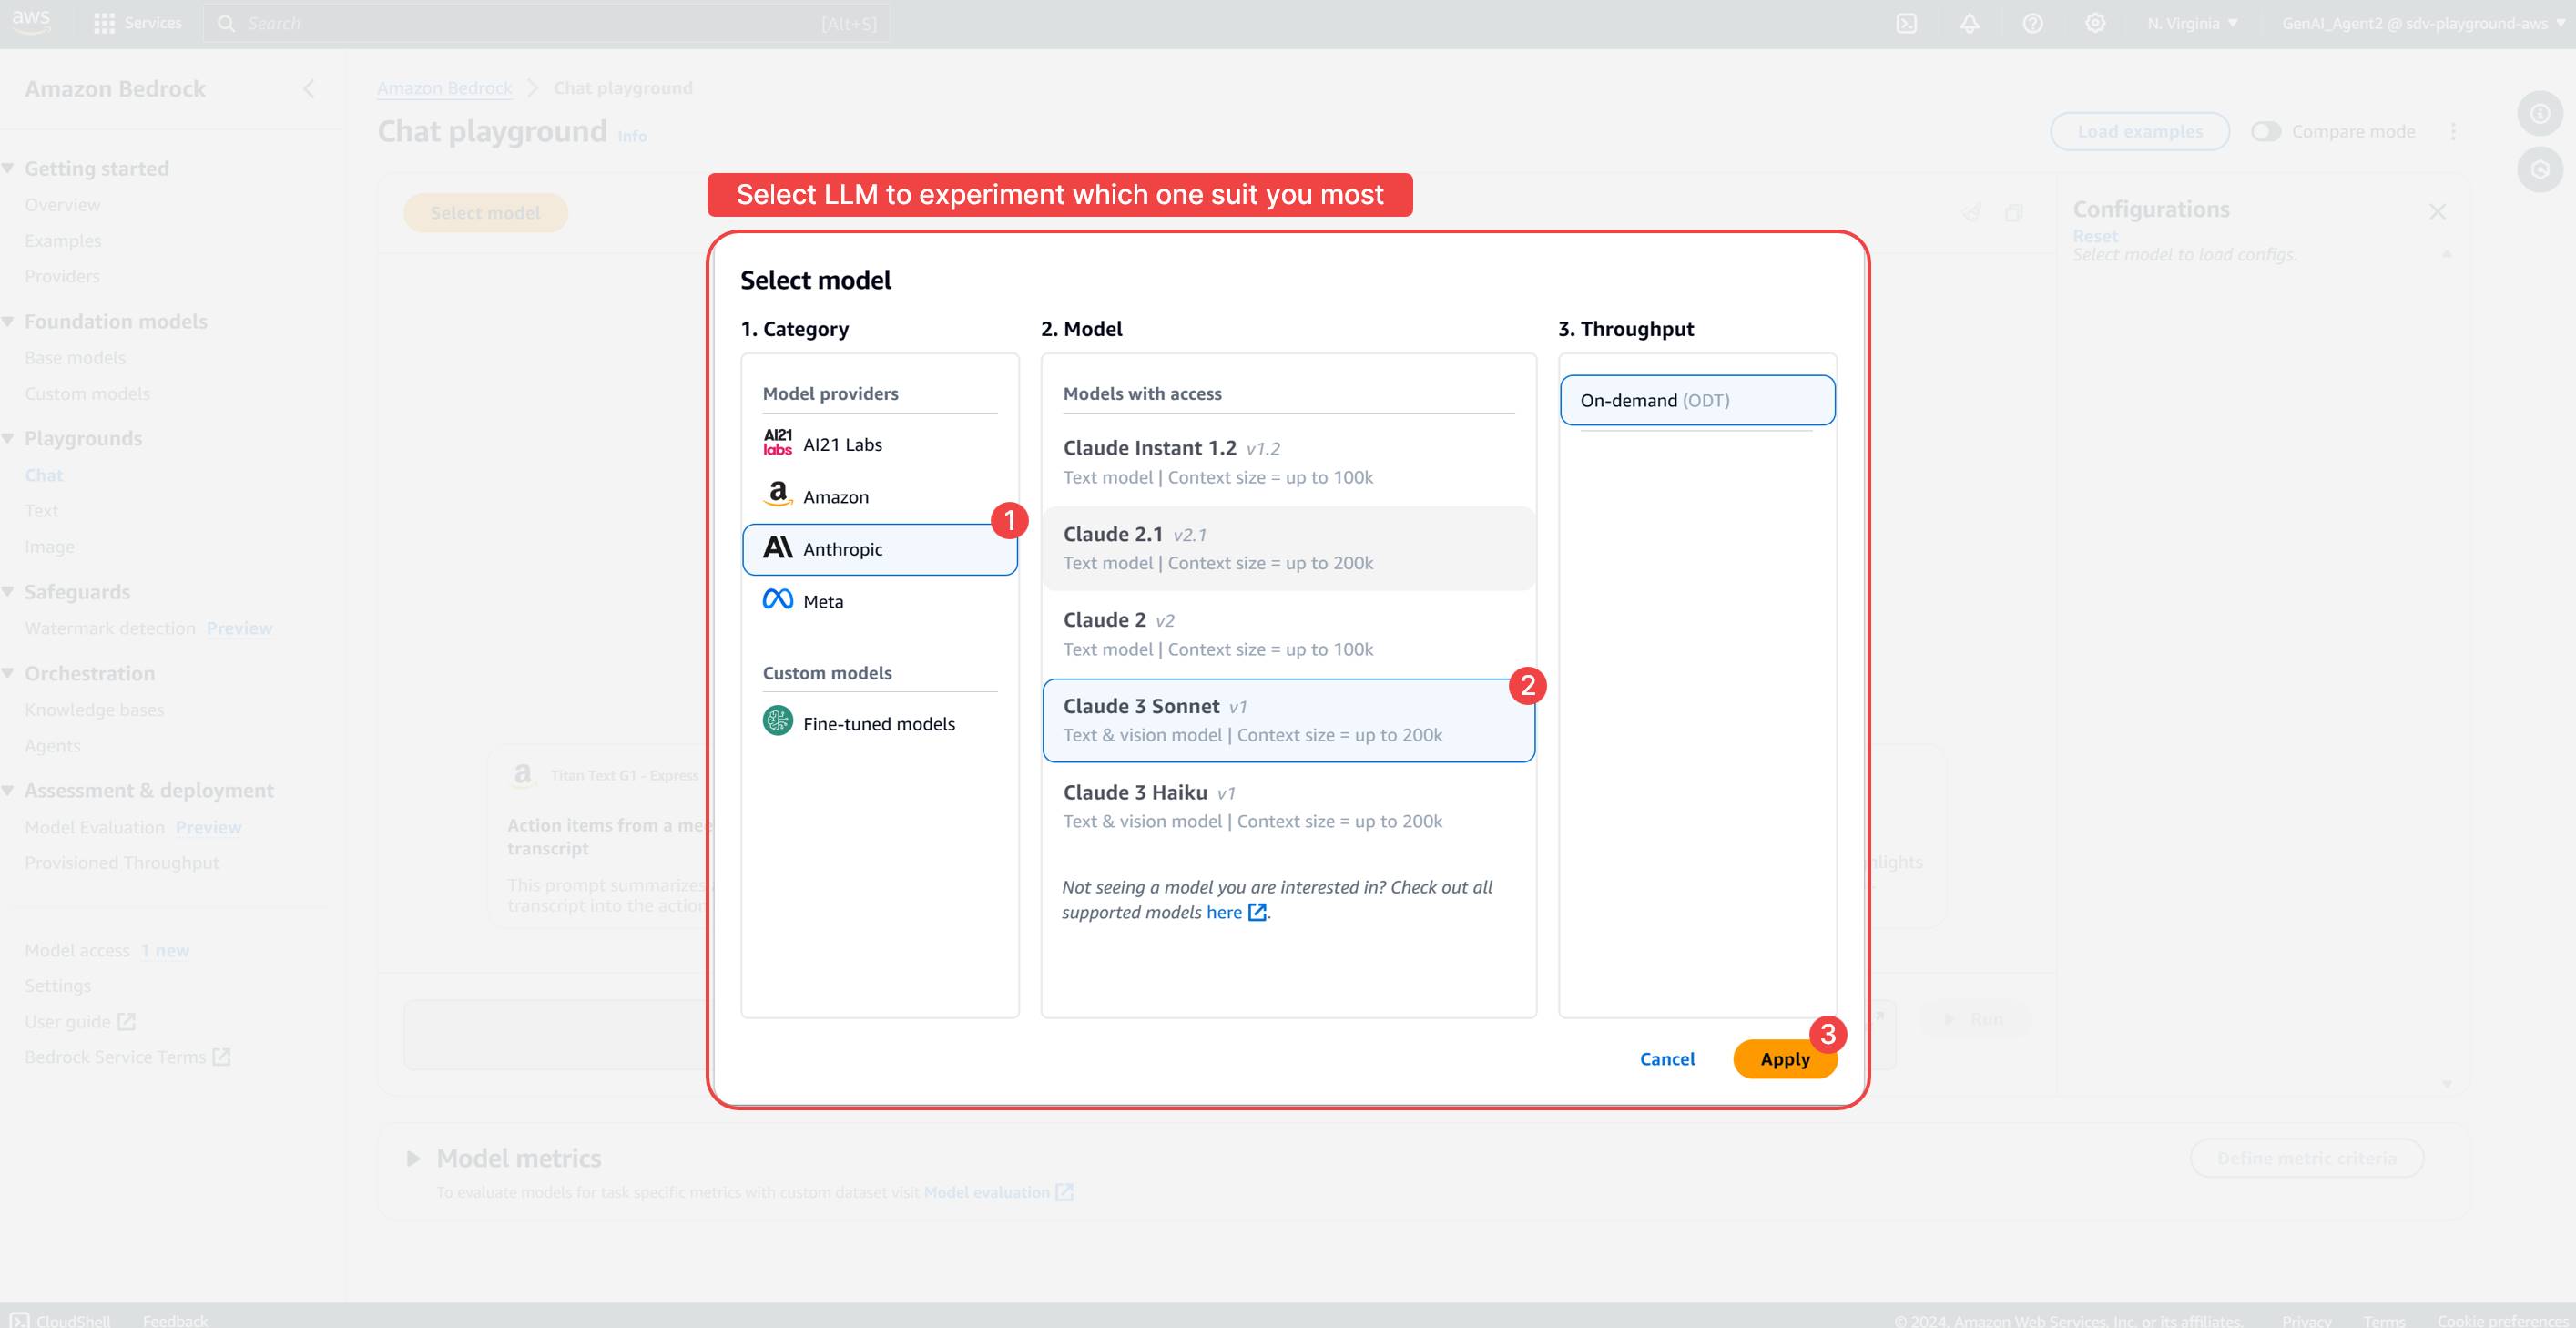 aws
Services
Search
[Alt+S]
N. Virginia
GenAI_Agent2 @ sdv-playground-aws
Amazon Bedrock
Getting started
Overview
Examples
Providers
Foundation models
Base models
Custom models
Playgrounds
Chat
Text
Image
Safeguards
Watermark detection Preview
Orchestration
Knowledge bases
Agents
Assessment & deployment
Model Evaluation Preview
Provisioned Throughput
Model access 1 new
Settings
User guide
Bedrock Service Terms
Amazon Bedrock
Chat playground
Chat playground Info
Load examples
Compare mode
Select model
Configurations
Reset
Select model to load configs.
Select LLM to experiment which one suit you most
Select model
1. Category
Model providers
AI21 labs AI21 Labs
a Amazon
1
A\ Anthropic
Meta
Custom models
Fine-tuned models
2. Model
Models with access
Claude Instant 1.2 v1.2
Text model | Context size = up to 100k
Claude 2.1 v2.1
Text model | Context size = up to 200k
Claude 2 v2
Text model | Context size = up to 100k
2
Claude 3 Sonnet v1
Text & vision model | Context size = up to 200k
Claude 3 Haiku v1
Text & vision model | Context size = up to 200k
Not seeing a model you are interested in? Check out all
supported models here.
3. Throughput
On-demand (ODT)
Cancel
3
Apply
a Titan Text G1 - Express
Action items from a mee
transcript
This prompt summarizes
transcript into the action
hlights
Run
Model metrics
To evaluate models for task specific metrics with custom dataset visit Model evaluation
Define metric criteria
CloudShell
Feedback
© 2024, Amazon Web Services, Inc. or its affiliates.
Privacy
Terms
Cookie preferences